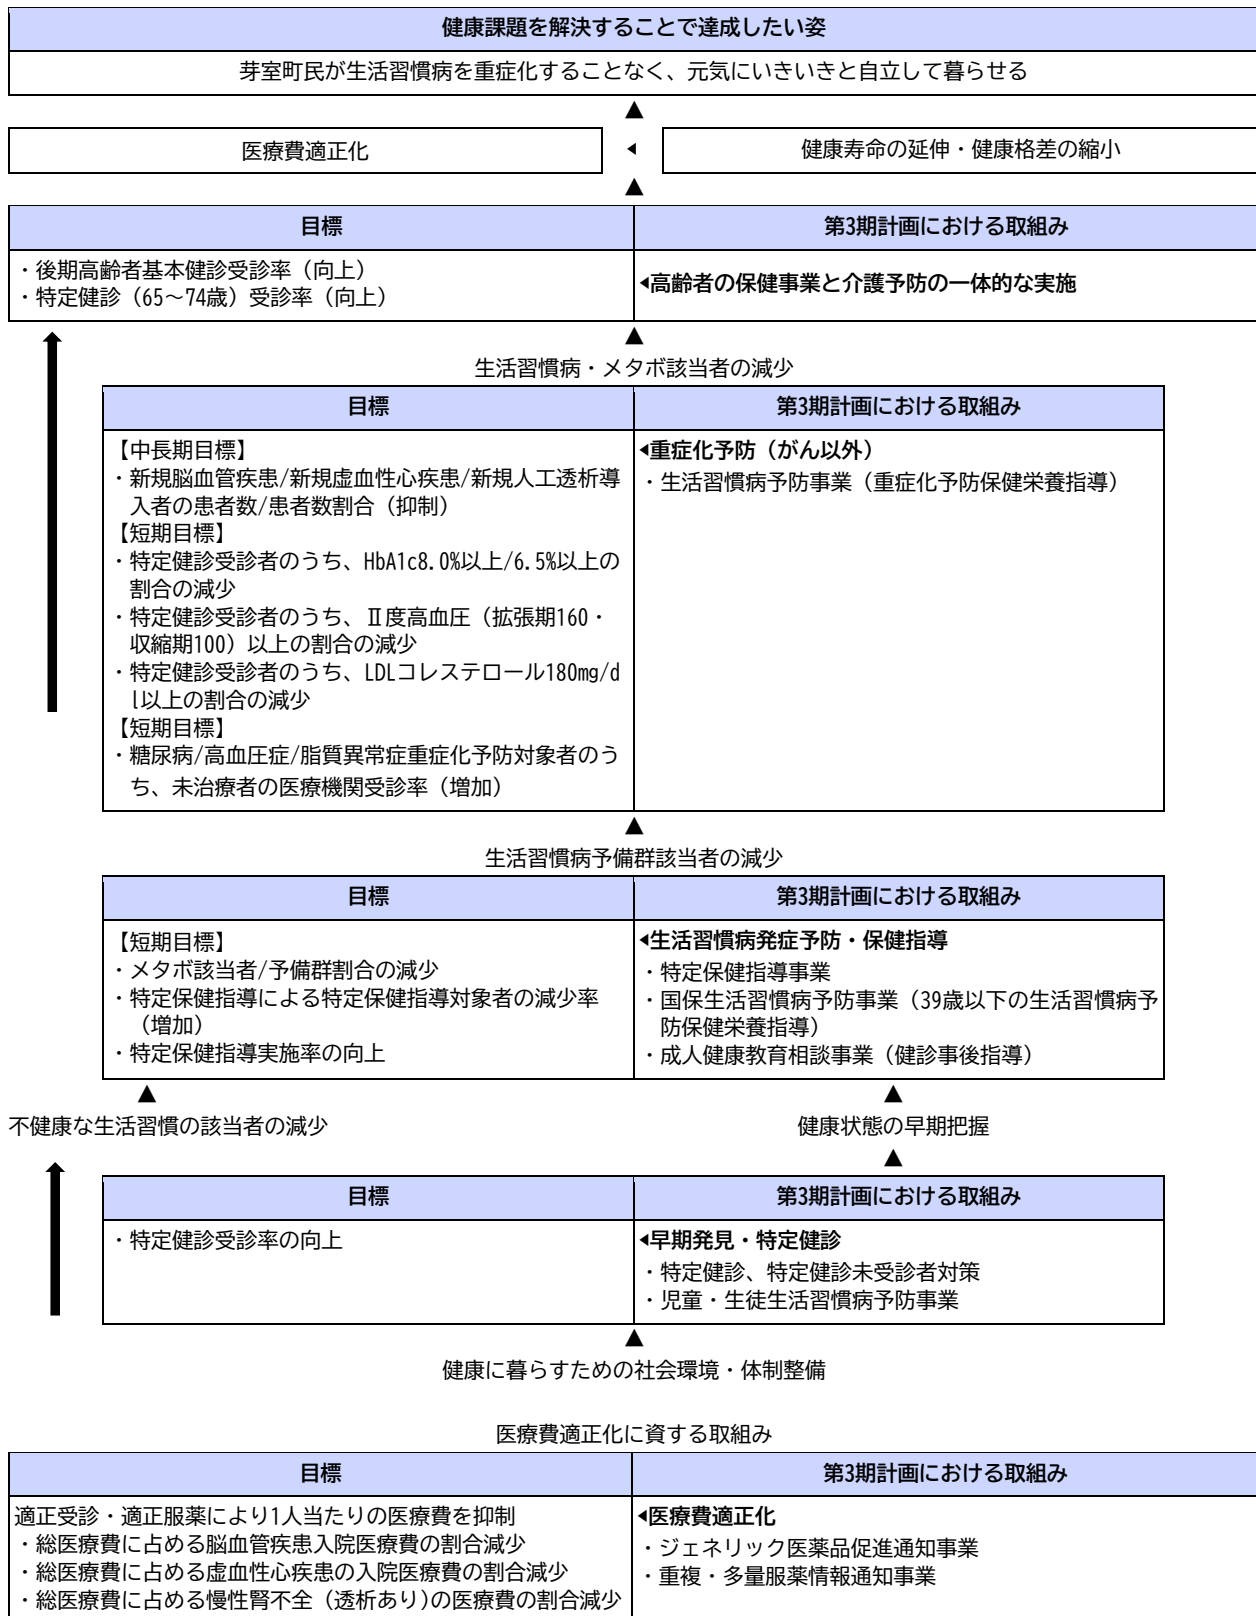 健康課題を解決することで達成したい姿
芽室町民が生活習慣病を重症化することなく、元気にいきいきと自立して暮らせる
▲
医療費適正化
◀
健康寿命の延伸・健康格差の縮小
▲
目標
第3期計画における取組み
・後期高齢者基本健診受診率（向上）
・特定健診（65～74歳）受診率（向上）
◀高齢者の保健事業と介護予防の一体的な実施
▲
生活習慣病・メタボ該当者の減少
目標
第3期計画における取組み
【中長期目標】
・新規脳血管疾患/新規虚血性心疾患/新規人工透析導
入者の患者数/患者数割合（抑制）
【短期目標】
・特定健診受診者のうち、HbA1c8.0%以上/6.5%以上の
割合の減少
・特定健診受診者のうち、Ⅱ度高血圧（拡張期160・
収縮期100）以上の割合の減少
・特定健診受診者のうち、LDLコレステロール180mg/d
l以上の割合の減少
【短期目標】
・糖尿病/高血圧症/脂質異常症重症化予防対象者のう
ち、未治療者の医療機関受診率（増加）
◀重症化予防（がん以外）
・生活習慣病予防事業（重症化予防保健栄養指導）
▲
生活習慣病予備群該当者の減少
目標
第3期計画における取組み
【短期目標】
・メタボ該当者/予備群割合の減少
・特定保健指導による特定保健指導対象者の減少率
（増加）
・特定保健指導実施率の向上
◀生活習慣病発症予防・保健指導
・特定保健指導事業
・国保生活習慣病予防事業（39歳以下の生活習慣病予
防保健栄養指導）
・成人健康教育相談事業（健診事後指導）
▲
▲
不健康な生活習慣の該当者の減少
健康状態の早期把握
▲
目標
第3期計画における取組み
・特定健診受診率の向上
◀早期発見・特定健診
・特定健診、特定健診未受診者対策
・児童・生徒生活習慣病予防事業
▲
健康に暮らすための社会環境・体制整備
医療費適正化に資する取組み
目標
第3期計画における取組み
適正受診・適正服薬により1人当たりの医療費を抑制
・総医療費に占める脳血管疾患入院医療費の割合減少
・総医療費に占める虚血性心疾患の入院医療費の割合減少
・総医療費に占める慢性腎不全（透析あり)の医療費の割合減少
◀医療費適正化
・ジェネリック医薬品促進通知事業
・重複・多量服薬情報通知事業